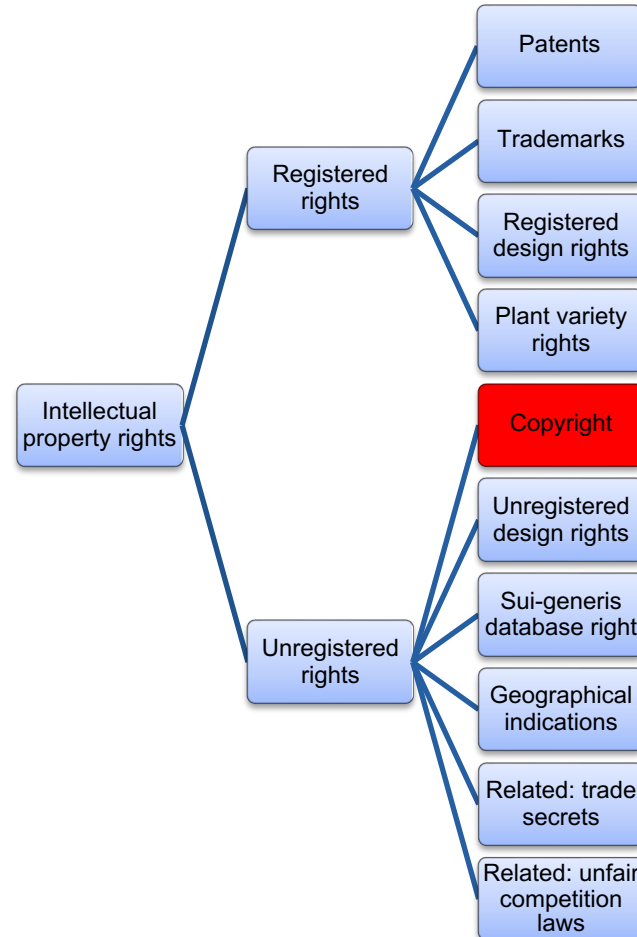 Patents
Trademarks
Registered
rights
Registered
design rights
Plant variety
rights
Intellectual
property rights
Copyright
Unregistered
design rights
Sui-generis
database right
Unregistered
rights
Geographical
indications
Related: trade
secrets
Related: unfair
competition
laws